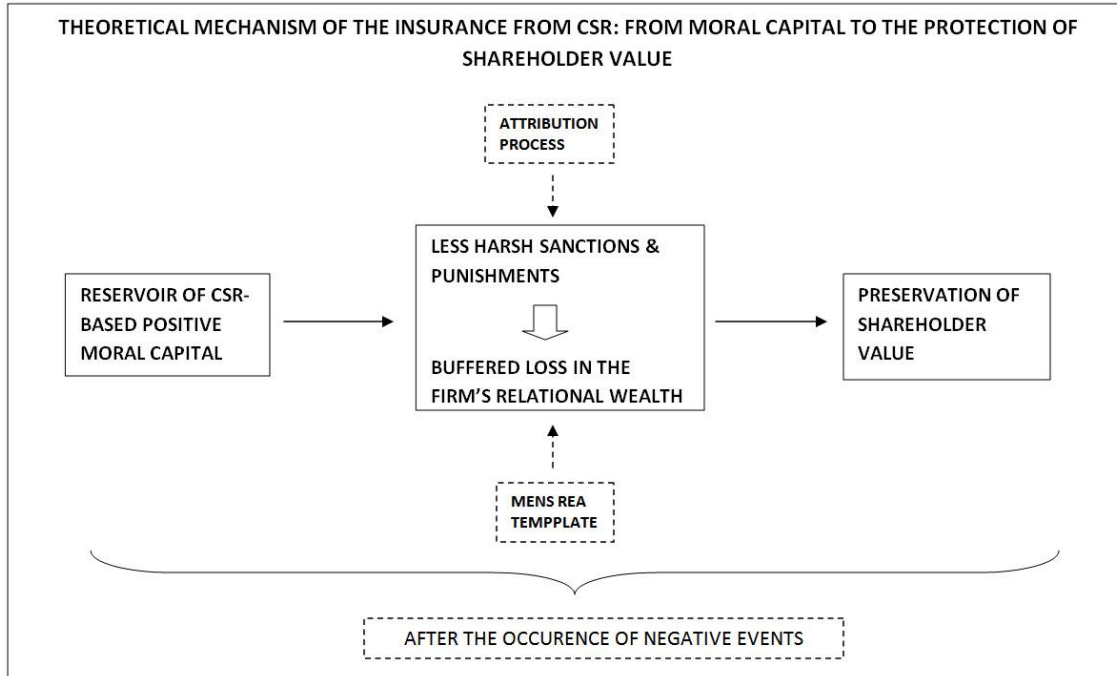 THEORETICAL MECHANISM OF THE INSURANCE FROM CSR: FROM MORAL CAPITAL TO THE PROTECTION OF
SHAREHOLDER VALUE
ATTRIBUTION
PROCESS
LESS HARSH SANCTIONS &
PUNISHMENTS
BUFFERED LOSS IN THE
FIRM'S RELATIONAL WEALTH
RESERVOIR OF CSR-
BASED POSITIVE
MORAL CAPITAL
PRESERVATION OF
SHAREHOLDER
VALUE
MENS REA
TEMPPLATE
AFTER THE OCCURENCE OF NEGATIVE EVENTS